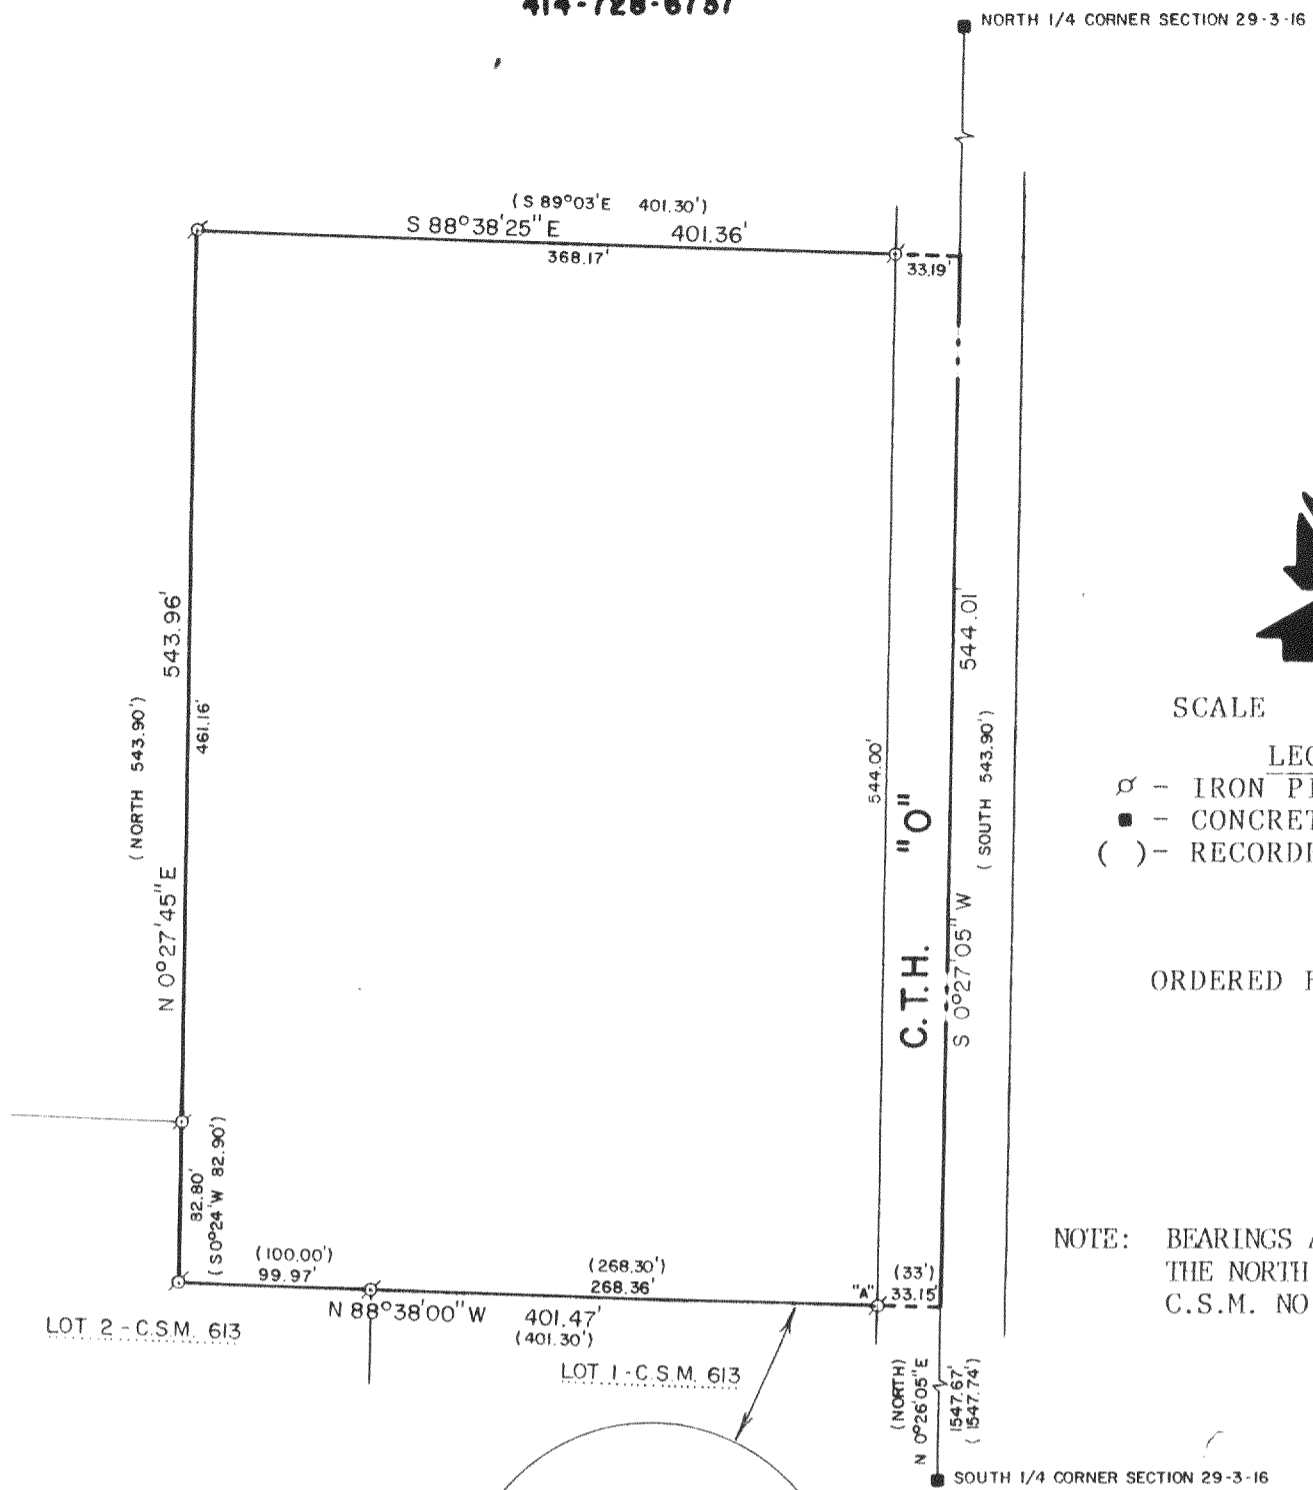 414-728-6757
NORTH 1/4 CORNER SECTION 29-3-16
(S 89°03'E 401.30')
S 88°38'25" E 401.36'
368.17'
33.19'
543.96'
(NORTH 543.90')
461.16'
N 0°27'45" E
544.00'
C.T.H. "O"
544.01'
(SOUTH 543.90')
S 0°27'05" W
SCALE
( ) -
ORDERED
82.80'
(S 0°24'W 82.90')
(100.00')
99.97'
(268.30')
268.36'
"A"
(33')
33.15'
N 88°38'00" W 401.47'
(401.30')
LOT 2 - C.S.M. 613
LOT 1 - C.S.M. 613
NOTE: BEARINGS
THE NORTH
C.S.M. NO
- IRON
(NORTH)
N 0°26'05" E
1547.67'
(1547.74')
SOUTH 1/4 CORNER SECTION 29-3-16